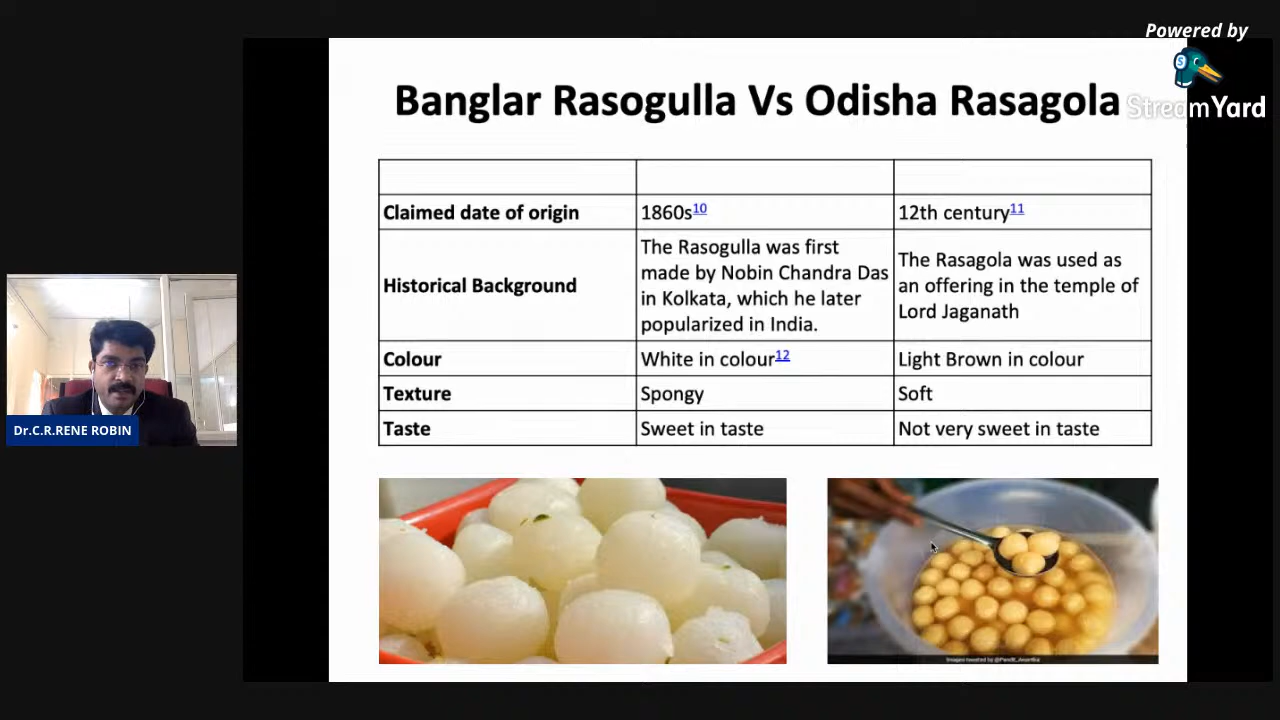 Powered by
StreamYard
Banglar Rasogulla Vs Odisha Rasagola
Claimed date of origin
1860s10
12th century11
Historical Background
The Rasogulla was first
made by Nobin Chandra Das
in Kolkata, which he later
popularized in India.
The Rasagola was used as
an offering in the temple of
Lord Jaganath
Colour
White in colour12
Light Brown in colour
Texture
Spongy
Soft
Taste
Sweet in taste
Not very sweet in taste
Dr.C.R.RENE ROBIN